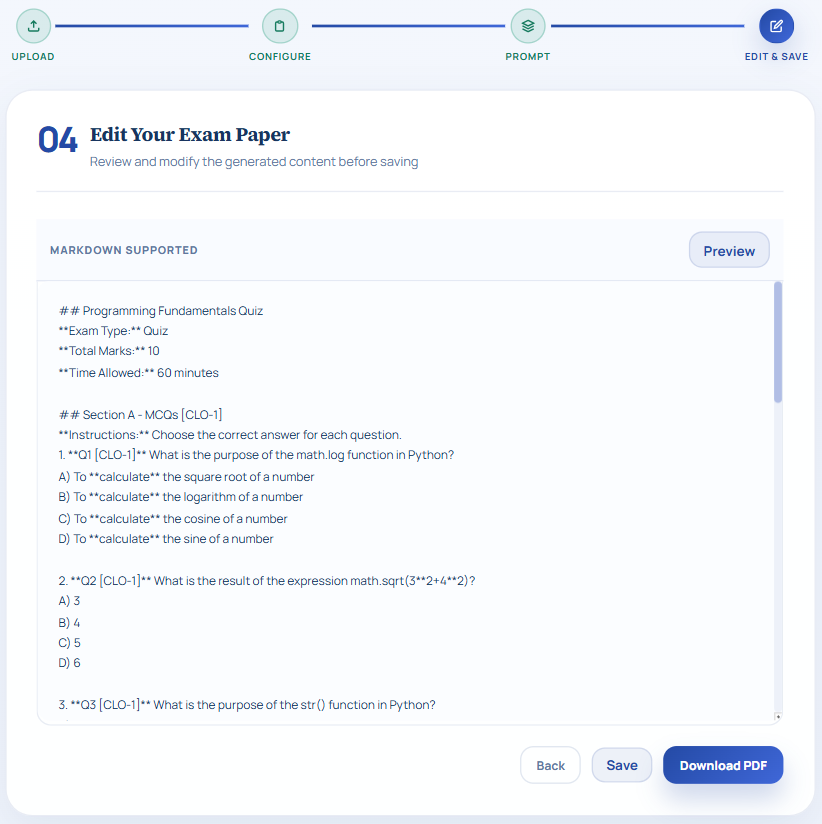 UPLOAD
CONFIGURE
PROMPT
EDIT & SAVE
04
Edit Your Exam Paper
Review and modify the generated content before saving
MARKDOWN SUPPORTED
Preview
## Programming Fundamentals Quiz
**Exam Type:** Quiz
**Total Marks:** 10
**Time Allowed:** 60 minutes
## Section A - MCQs [CLO-1]
**Instructions:** Choose the correct answer for each question.
1. **Q1 [CLO-1]** What is the purpose of the math.log function in Python?
A) To **calculate** the square root of a number
B) To **calculate** the logarithm of a number
C) To **calculate** the cosine of a number
D) To **calculate** the sine of a number
2. **Q2 [CLO-1]** What is the result of the expression math.sqrt(3**2+4**2)?
A) 3
B) 4
C) 5
D) 6
3. **Q3 [CLO-1]** What is the purpose of the str() function in Python?
Back
Save
Download PDF